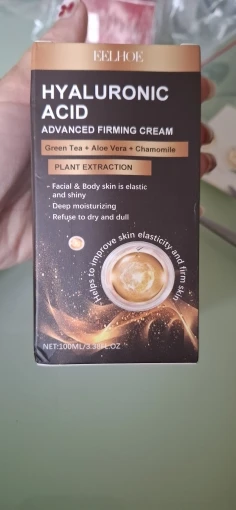 EELHOE
HYALURONIC
ACID
ADVANCED FIRMING CREAM
Green Tea + Aloe Vera + Chamomile
PLANT EXTRACTION
- Facial & Body skin is elastic
and shiny
- Deep moisturizing
- Refuse to dry and dull
Helps to improve skin elasticity and firm skin
NET:100ML/3.38FL.OZ